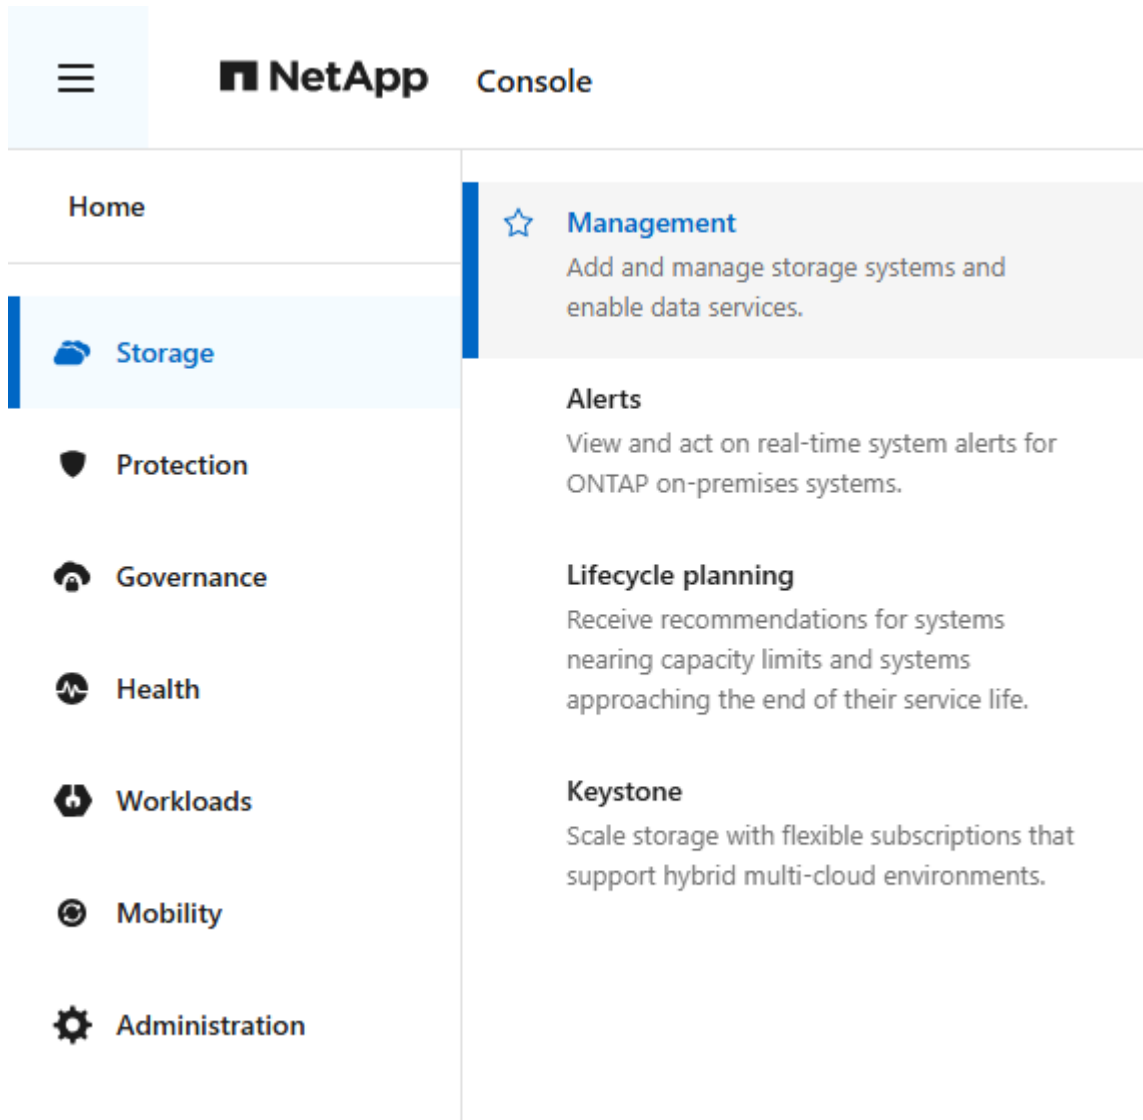 NetApp Console
Home
Storage
Protection
Governance
Health
Workloads
Mobility
Administration
Management
Add and manage storage systems and
enable data services.
Alerts
View and act on real-time system alerts for
ONTAP on-premises systems.
Lifecycle planning
Receive recommendations for systems
nearing capacity limits and systems
approaching the end of their service life.
Keystone
Scale storage with flexible subscriptions that
support hybrid multi-cloud environments.